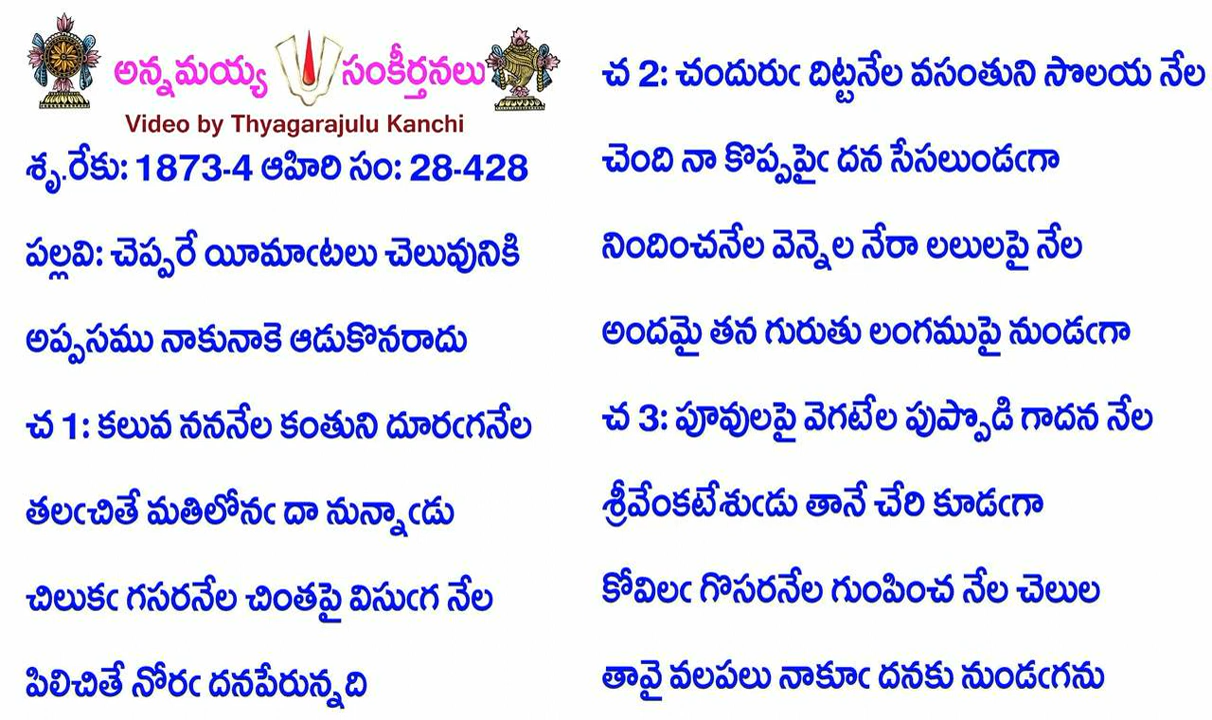 అన్నమయ్య సంకీర్తనలు
Video by Thyagarajulu Kanchi
శృ.రేకు: 1873-4 ఆహిరి సం: 28-428
పల్లవి: చెప్పరే యీమాఁటలు చెలువునికి
అప్పసము నాకునాకె ఆడుకొనరాదు
చ 1: కలువ నననేల కంతుని దూరఁగనేల
తలఁచితే మతిలోనఁ దా నున్నాఁడు
చిలుకఁ గసరనేల చింతపై విసుఁగ నేల
పిలిచితే నోరఁ దనపేరున్నది
చ 2: చందురుఁ దిట్టనేల వసంతుని సొలయ నేల
చెంది నా కొప్పపైఁ దన సేసలుండఁగా
నిందించనేల వెన్నెల నేరా లలులపై నేల
అందమై తన గురుతు లంగముపై నుండఁగా
చ 3: పూవులపై వెగటేల పుప్పొడి గాదన నేల
శ్రీవేంకటేశుఁడు తానే చేరి కూడఁగా
కోవిలఁ గొసరనేల గుంపించ నేల చెలుల
తావై వలపలు నాకూఁ దనకు నుండఁగను